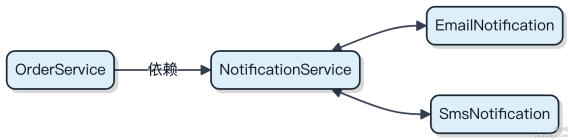 EmailNotification
OrderService
依赖
NotificationService
SmsNotification